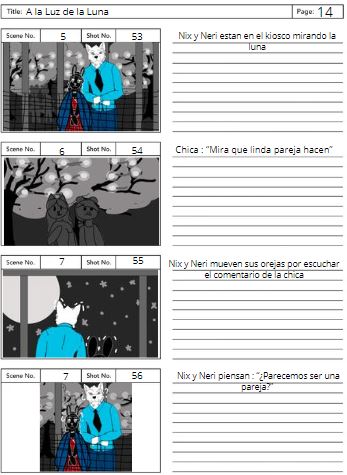 Title: A la Luz de la Luna
Page: 14
Scene No. 5 Shot No. 53
Nix y Neri estan en el kiosco mirando la
luna
Scene No. 6 Shot No. 54
Chica : “Mira que linda pareja hacen”
Scene No. 7 Shot No. 55
Nix y Neri mueven sus orejas por escuchar
el comentario de la chica
Scene No. 7 Shot No. 56
Nix y Neri piensan : “¿Parecemos ser una
pareja?”